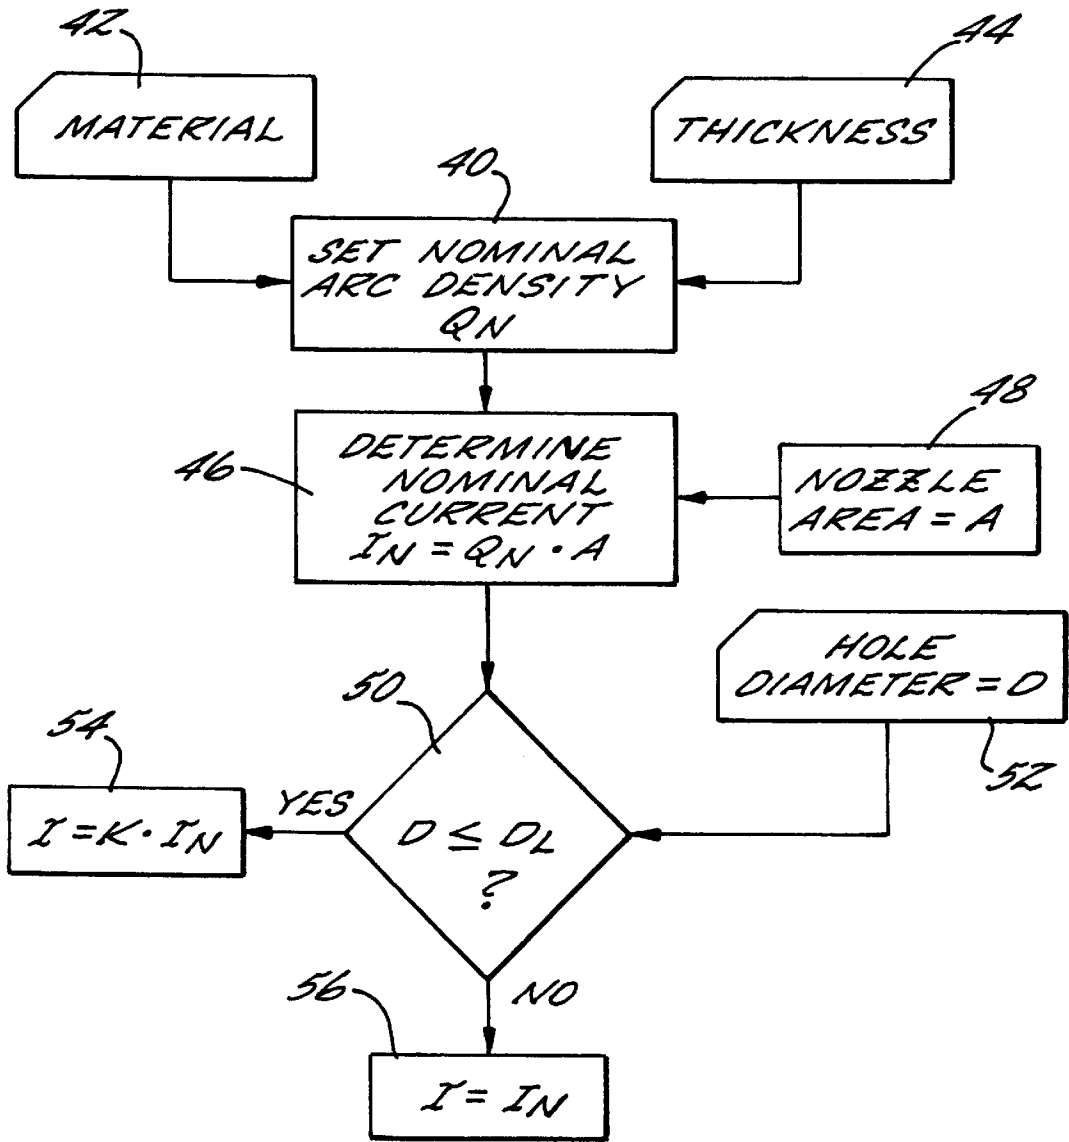 42
44
MATERIAL
THICKNESS
40
SET NOMINAL
ARC DENSITY
QN
48
46
DETERMINE
NOMINAL
CURRENT
IN = QN · A
NOZZLE
AREA = A
HOLE
DIAMETER = D
52
50
54
YES
I = K · IN
D ≤ DL
?
56
NO
I = IN